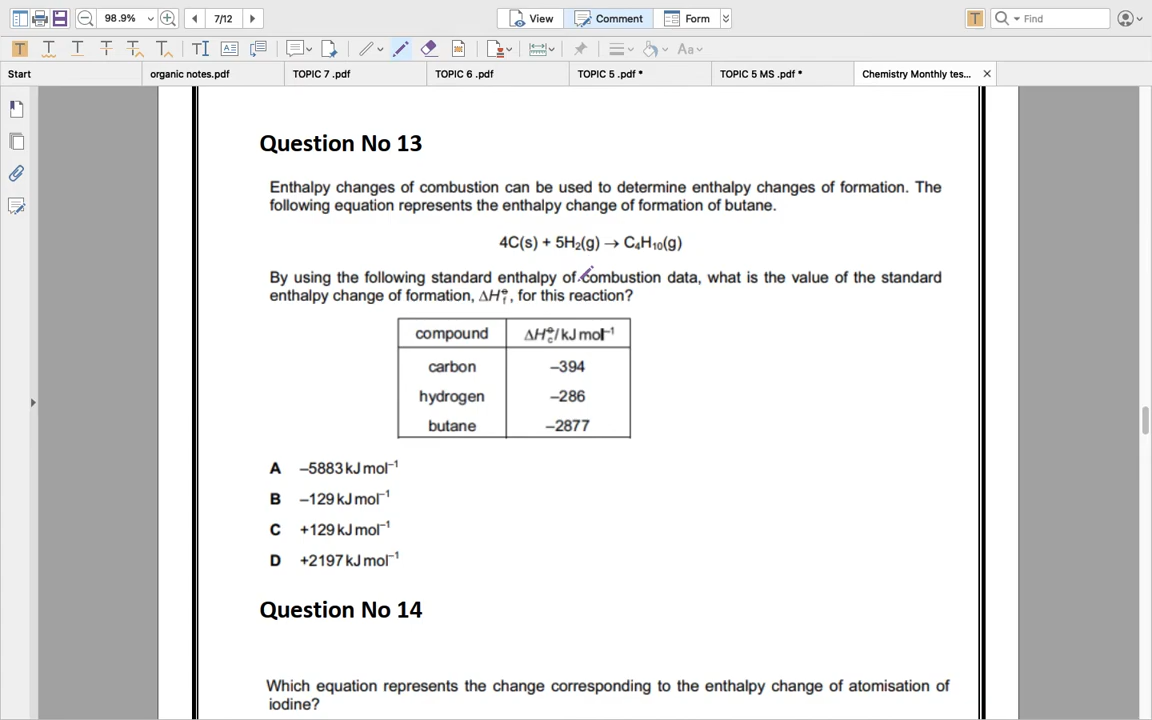 98.9%
7/12
View
Comment
Form
Find
Start
organic notes.pdf
TOPIC 7 .pdf
TOPIC 6 .pdf
TOPIC 5 .pdf *
TOPIC 5 MS .pdf *
Chemistry Monthly tes...
Question No 13
Enthalpy changes of combustion can be used to determine enthalpy changes of formation. The
following equation represents the enthalpy change of formation of butane.
4C(s) + 5H₂(g) → C₄H₁₀(g)
By using the following standard enthalpy of combustion data, what is the value of the standard
enthalpy change of formation, ΔH⦵f, for this reaction?
compound ΔH⦵c/kJ mol⁻¹
carbon –394
hydrogen –286
butane –2877
A –5883 kJ mol⁻¹
B –129 kJ mol⁻¹
C +129 kJ mol⁻¹
D +2197 kJ mol⁻¹
Question No 14
Which equation represents the change corresponding to the enthalpy change of atomisation of
iodine?